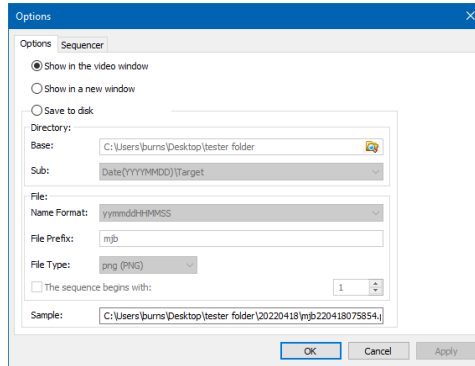 Options
Options Sequencer
Show in the video window
Show in a new window
Save to disk
Directory:
Base: C:\Users\burns\Desktop\tester folder
Sub: Date(YYYYMMDD)\Target
File:
Name Format: yymmddHHMMSS
File Prefix: mjb
File Type: png (PNG)
The sequence begins with: 1
Sample: C:\Users\burns\Desktop\tester folder\20220418\mjb220418075854.p
OK Cancel Apply